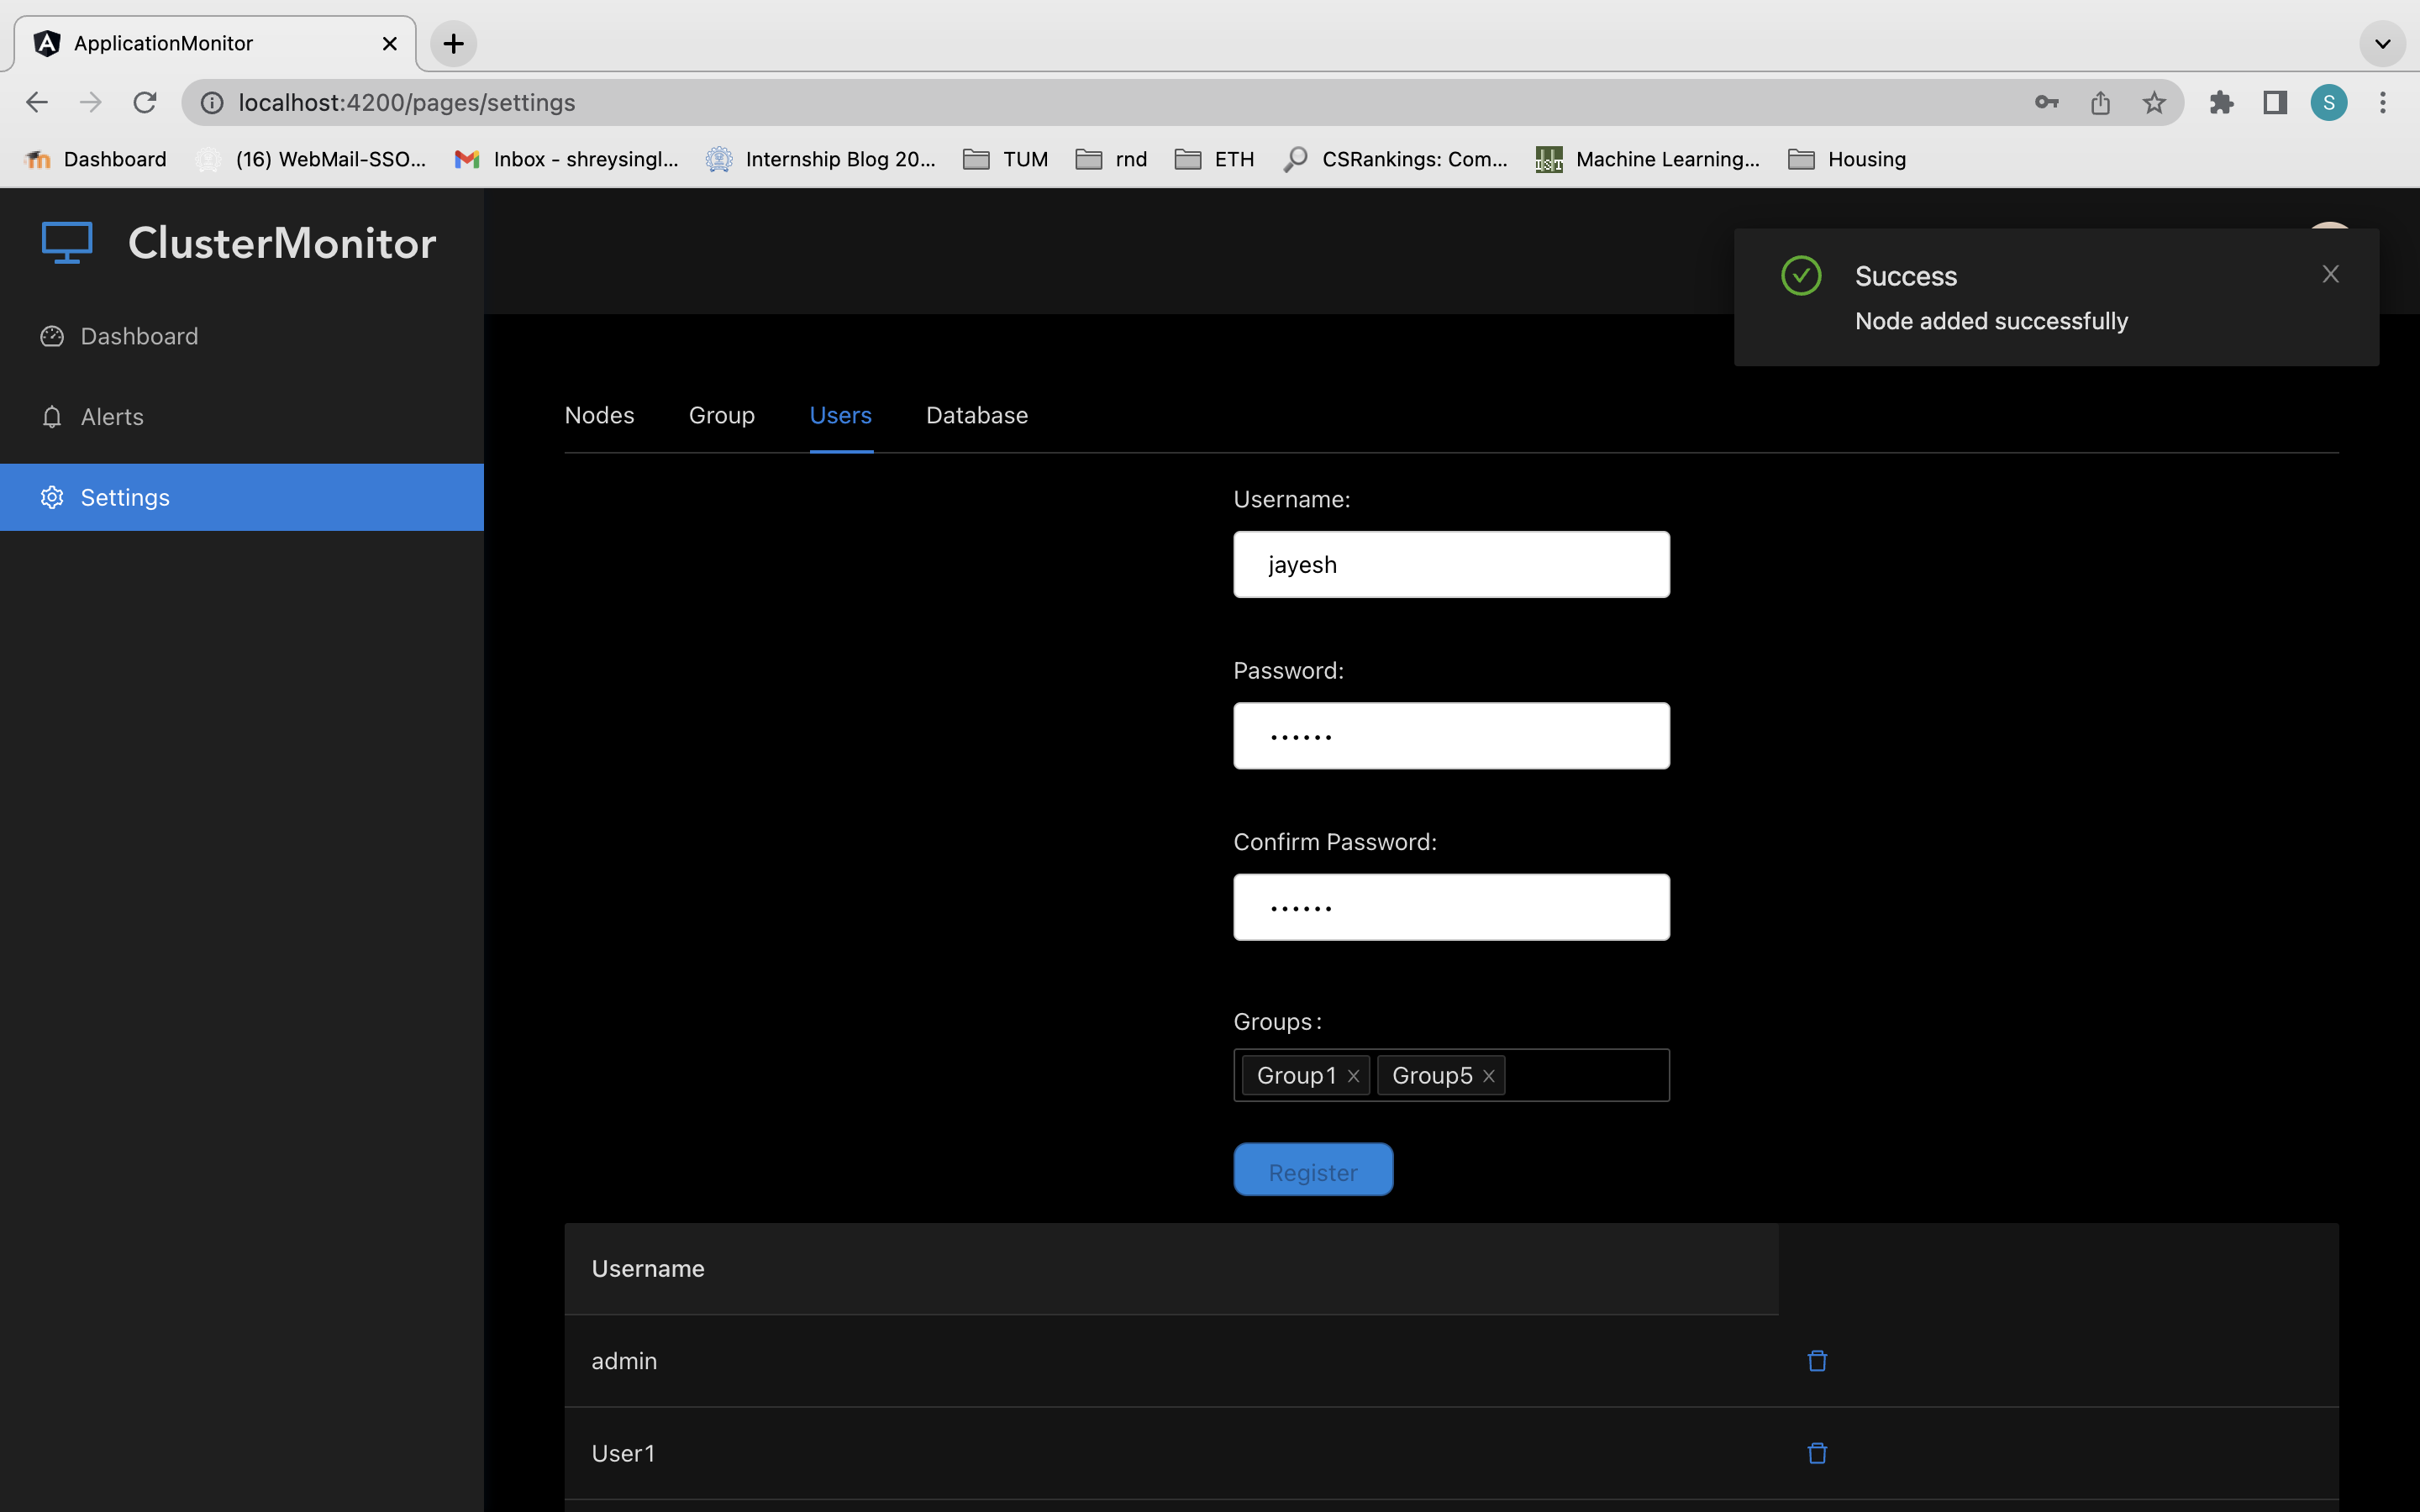 ApplicationMonitor
localhost:4200/pages/settings
S
Dashboard
(16) WebMail-SSO...
Inbox - shreysingl...
Internship Blog 20...
TUM
rnd
ETH
CSRankings: Com...
Machine Learning...
Housing
ClusterMonitor
Dashboard
Alerts
Settings
Success
Node added successfully
Nodes
Group
Users
Database
Username:
jayesh
Password:
······
Confirm Password:
······
Groups:
Group1
Group5
Register
Username
admin
User1